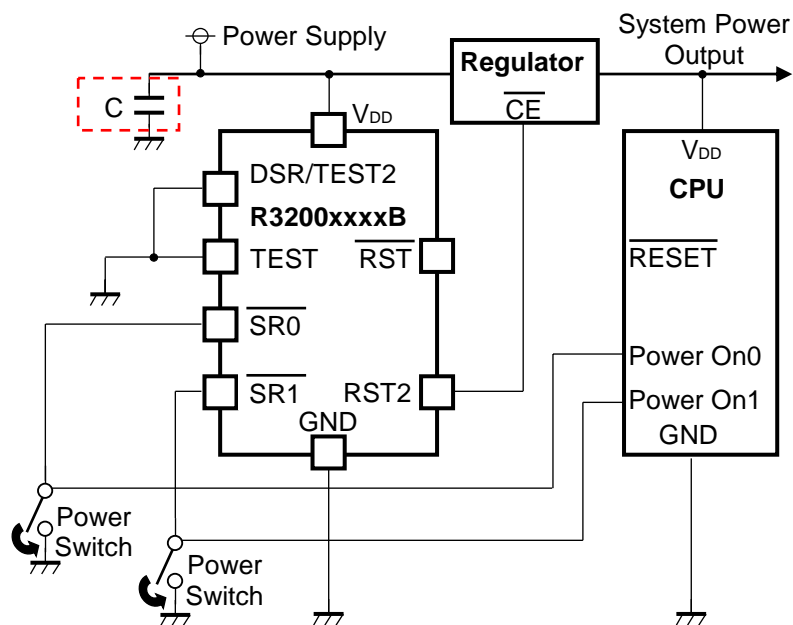 Power Supply
System Power
Output
C
Regulator
CE
VDD
VDD
CPU
DSR/TEST2
R3200xxxxB
TEST
RST
RESET
SR0
SR1
RST2
GND
Power On0
Power On1
GND
Power
Switch
Power
Switch